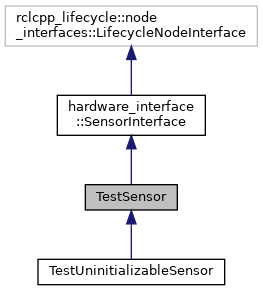 rclcpp_lifecycle::node
_interfaces::LifecycleNodeInterface
hardware_interface
::SensorInterface
TestSensor
TestUninitializableSensor